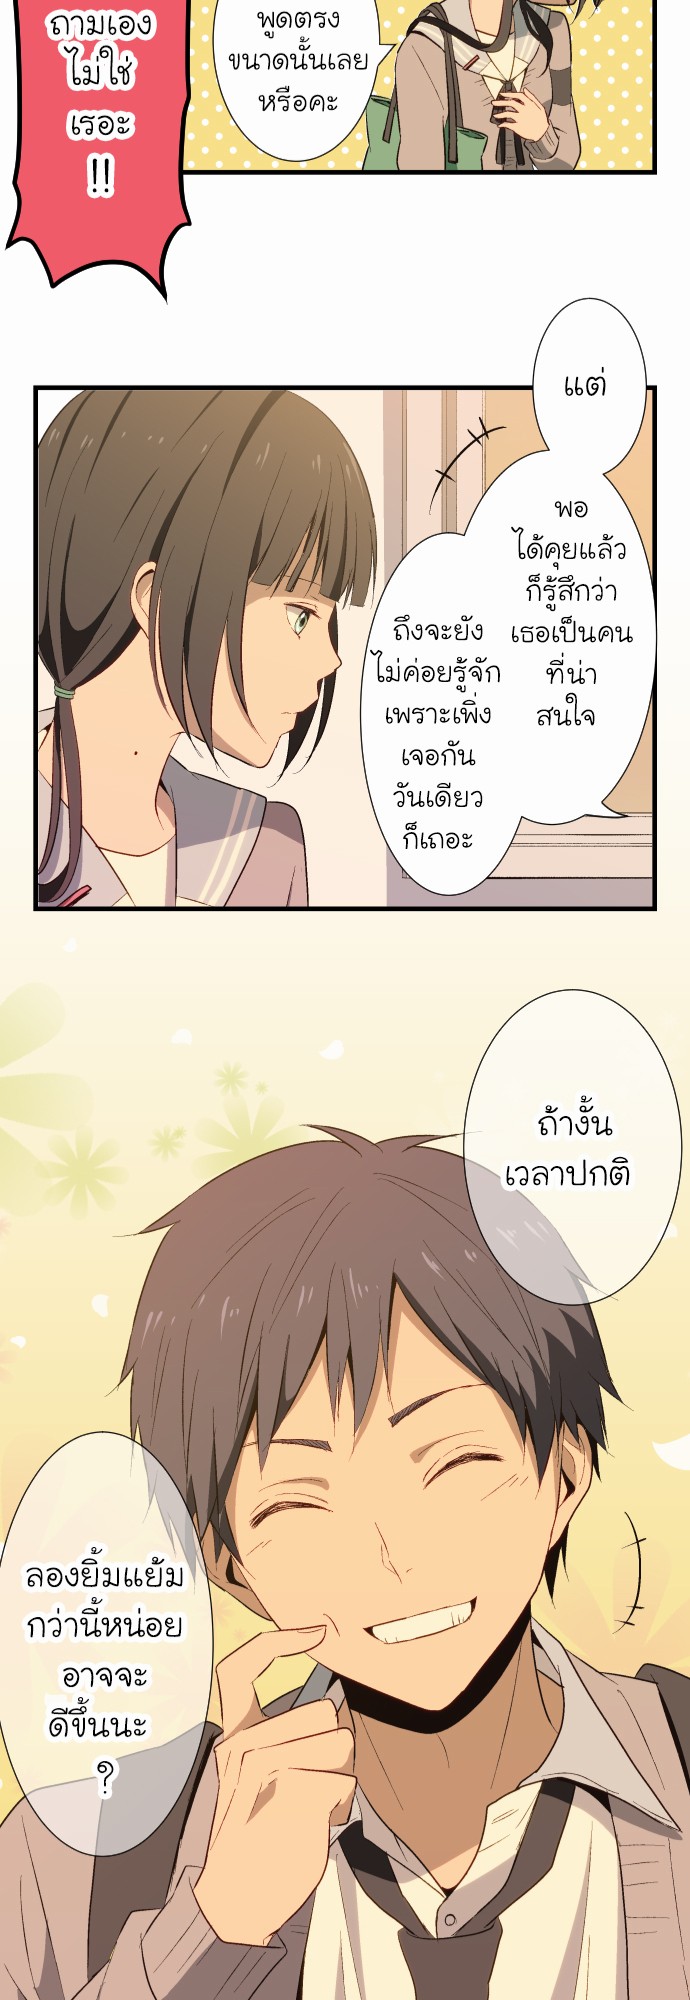 ถามเอง
ไม่ใช่
เรอะ
!!
พูดตรง
ขนาดนั้นเลย
หรือคะ
แต่
พอ
ได้คุยแล้ว
ก็รู้สึกว่า
เธอเป็นคน
ที่น่า
สนใจ
ถึงจะยัง
ไม่ค่อยรู้จัก
เพราะเพิ่ง
เจอกัน
วันเดียว
ก็เถอะ
ถ้างั้น
เวลาปกติ
ลองยิ้มแย้ม
กว่านี้หน่อย
อาจจะ
ดีขึ้นนะ
?